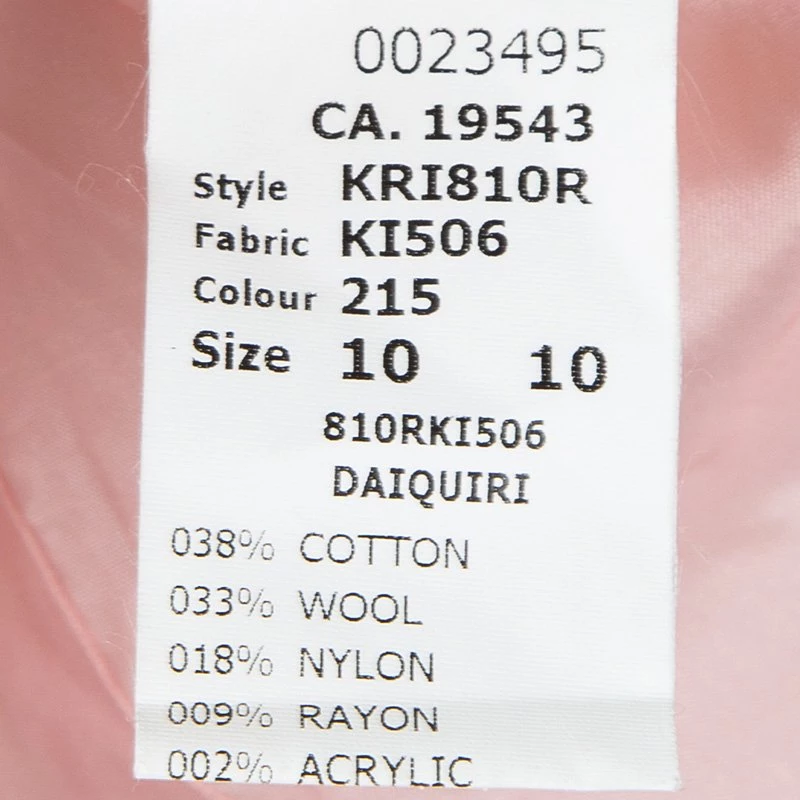 0023495
CA. 19543
Style KRI810R
Fabric KI506
Colour 215
Size 10 10
810RKI506
DAIQUIRI
038% COTTON
033% WOOL
018% NYLON
009% RAYON
002% ACRYLIC